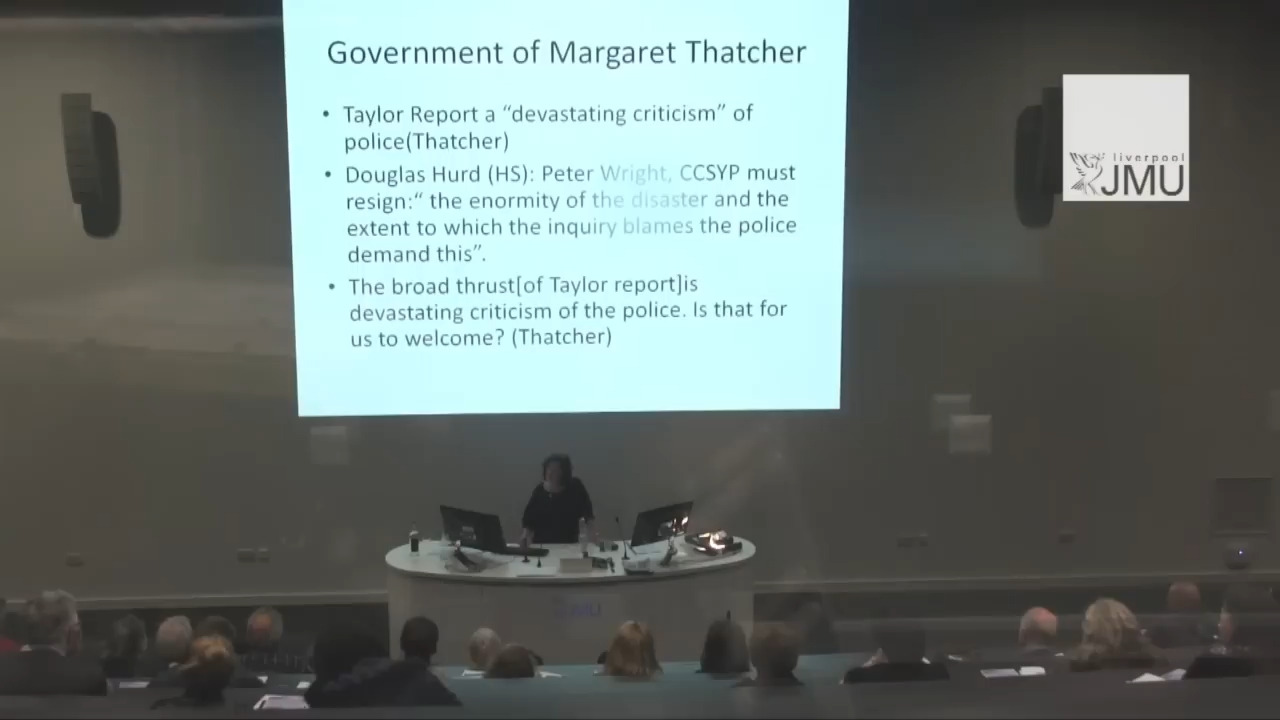 Government of Margaret Thatcher
• Taylor Report a “devastating criticism” of
police(Thatcher)
• Douglas Hurd (HS): Peter Wright, CCSYP must
resign:“ the enormity of the disaster and the
extent to which the inquiry blames the police
demand this”.
• The broad thrust[of Taylor report]is
devastating criticism of the police. Is that for
us to welcome? (Thatcher)
liverpool
JMU
JMU